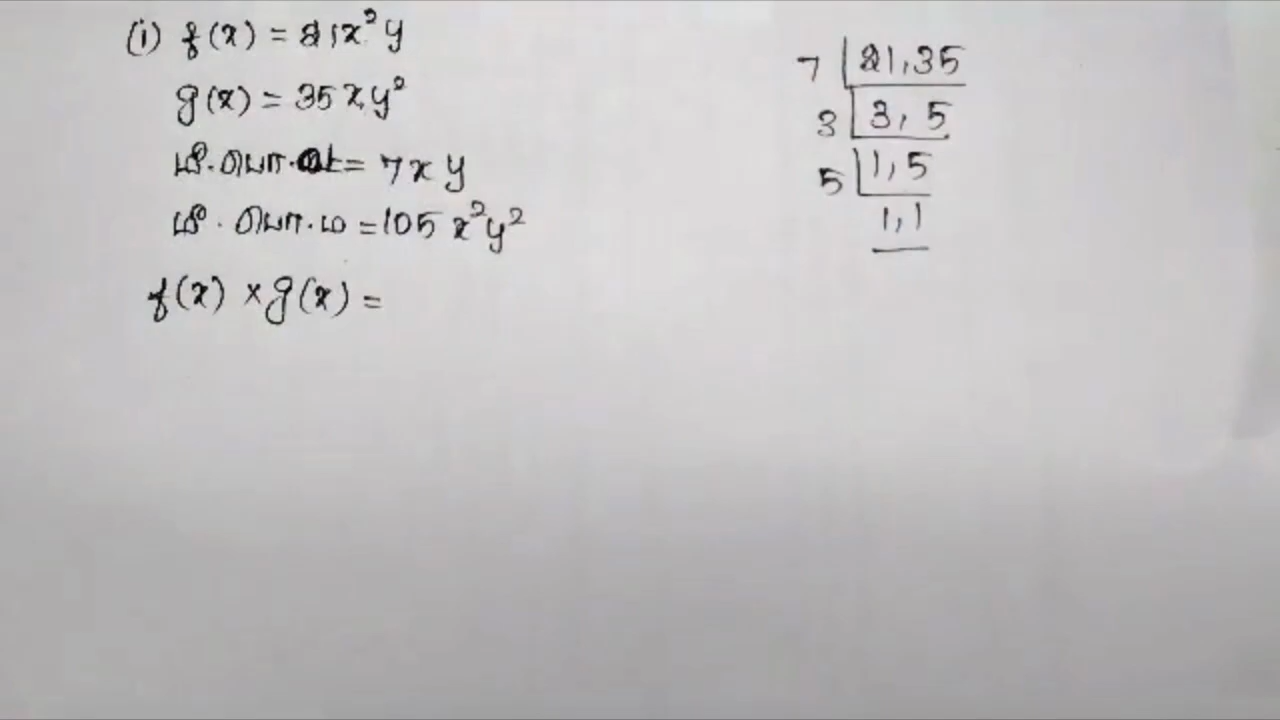 (i) f(x) = 21x²y
g(x) = 35xy²
மீ.பொ.வ = 7xy
மீ.பொ.ம = 105x²y²
f(x) × g(x) =
7 | 21, 35
3 | 3, 5
5 | 1, 5
1, 1